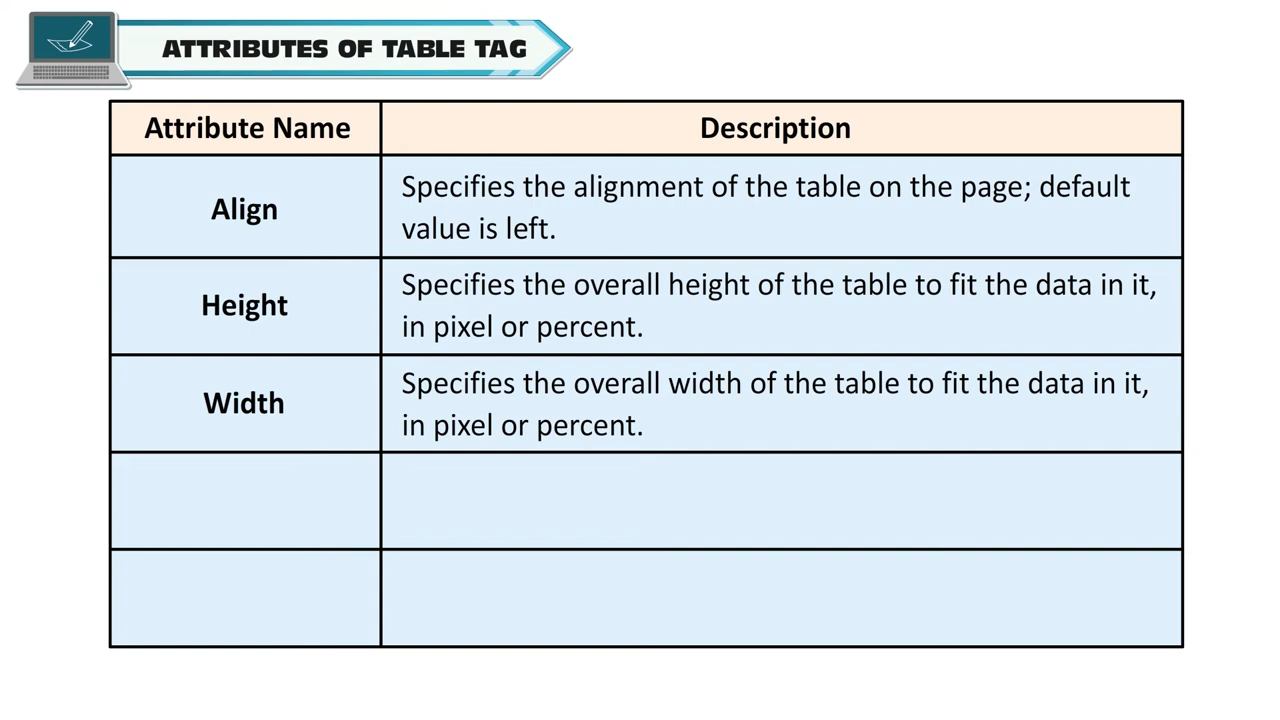 ATTRIBUTES OF TABLE TAG
Attribute Name
Description
Align
Specifies the alignment of the table on the page; default
value is left.
Height
Specifies the overall height of the table to fit the data in it,
in pixel or percent.
Width
Specifies the overall width of the table to fit the data in it,
in pixel or percent.